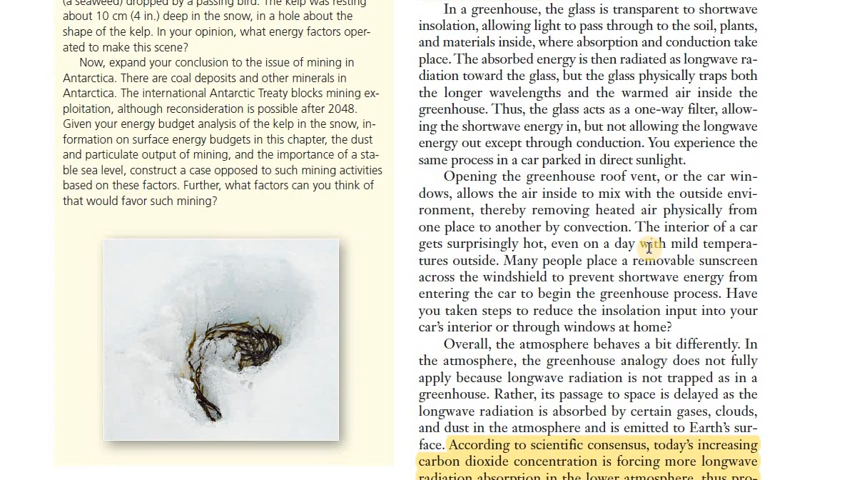 (a seaweed) dropped by a passing bird. The kelp was resting
about 10 cm (4 in.) deep in the snow, in a hole about the
shape of the kelp. In your opinion, what energy factors oper-
ated to make this scene?
Now, expand your conclusion to the issue of mining in
Antarctica. There are coal deposits and other minerals in
Antarctica. The international Antarctic Treaty blocks mining ex-
ploitation, although reconsideration is possible after 2048.
Given your energy budget analysis of the kelp in the snow, in-
formation on surface energy budgets in this chapter, the dust
and particulate output of mining, and the importance of a sta-
ble sea level, construct a case opposed to such mining activities
based on these factors. Further, what factors can you think of
that would favor such mining?
In a greenhouse, the glass is transparent to shortwave
insolation, allowing light to pass through to the soil, plants,
and materials inside, where absorption and conduction take
place. The absorbed energy is then radiated as longwave ra-
diation toward the glass, but the glass physically traps both
the longer wavelengths and the warmed air inside the
greenhouse. Thus, the glass acts as a one-way filter, allow-
ing the shortwave energy in, but not allowing the longwave
energy out except through conduction. You experience the
same process in a car parked in direct sunlight.
Opening the greenhouse roof vent, or the car win-
dows, allows the air inside to mix with the outside envi-
ronment, thereby removing heated air physically from
one place to another by convection. The interior of a car
gets surprisingly hot, even on a day with mild tempera-
tures outside. Many people place a removable sunscreen
across the windshield to prevent shortwave energy from
entering the car to begin the greenhouse process. Have
you taken steps to reduce the insolation input into your
car's interior or through windows at home?
Overall, the atmosphere behaves a bit differently. In
the atmosphere, the greenhouse analogy does not fully
apply because longwave radiation is not trapped as in a
greenhouse. Rather, its passage to space is delayed as the
longwave radiation is absorbed by certain gases, clouds,
and dust in the atmosphere and is emitted to Earth's sur-
face. According to scientific consensus, today's increasing
carbon dioxide concentration is forcing more longwave
radiation absorption in the lower atmosphere, thus pro-